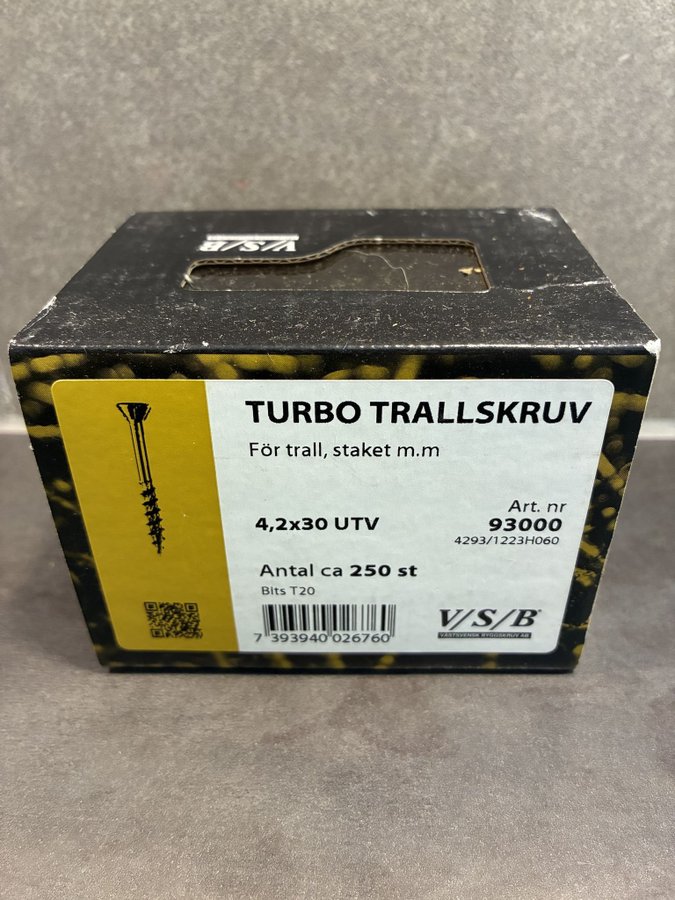 V/S/B
TURBO TRALLSKRUV
För trall, staket m.m
4,2x30 UTV
Art. nr
93000
4293/1223H060
Antal ca 250 st
Bits T20
7 393940 026760
V/S/B®
VÄSTSVENSK BYGGSKRUV AB